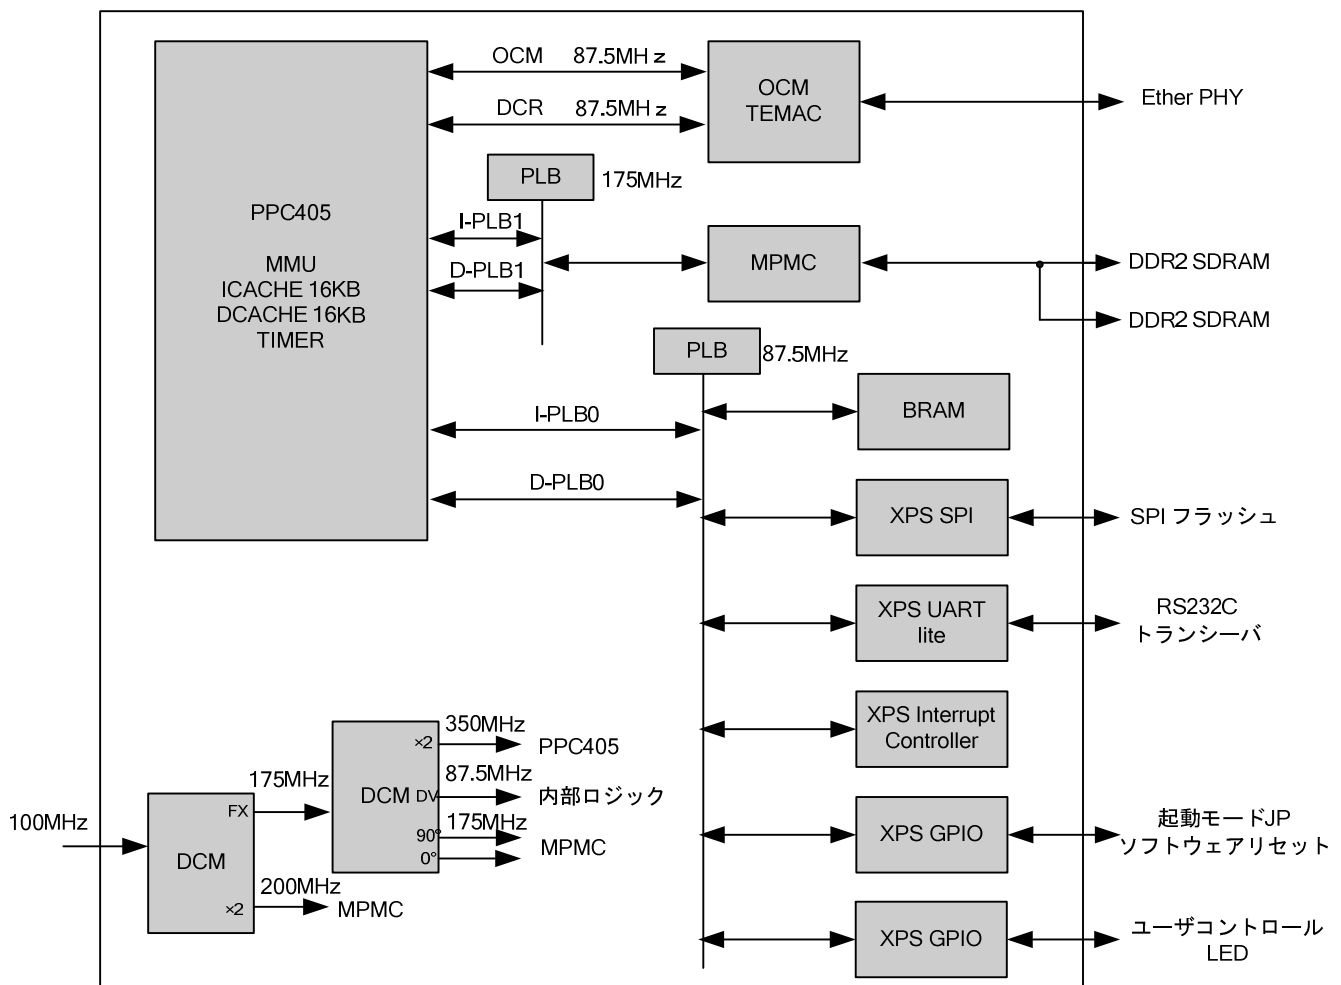 OCM 87.5MHz
DCR 87.5MHz
OCM
TEMAC
Ether PHY
PLB
175MHz
PPC405
MMU
ICACHE 16KB
DCACHE 16KB
TIMER
I-PLB1
D-PLB1
MPMC
DDR2 SDRAM
DDR2 SDRAM
PLB
87.5MHz
BRAM
I-PLB0
D-PLB0
XPS SPI
SPI フラッシュ
XPS UART
lite
RS232C
トランシーバ
XPS Interrupt
Controller
XPS GPIO
起動モードJP
ソフトウェアリセット
XPS GPIO
ユーザコントロール
LED
100MHz
DCM
FX
×2
175MHz
200MHz
MPMC
DCM
×2
DV
90°
0°
350MHz
PPC405
87.5MHz
内部ロジック
175MHz
MPMC